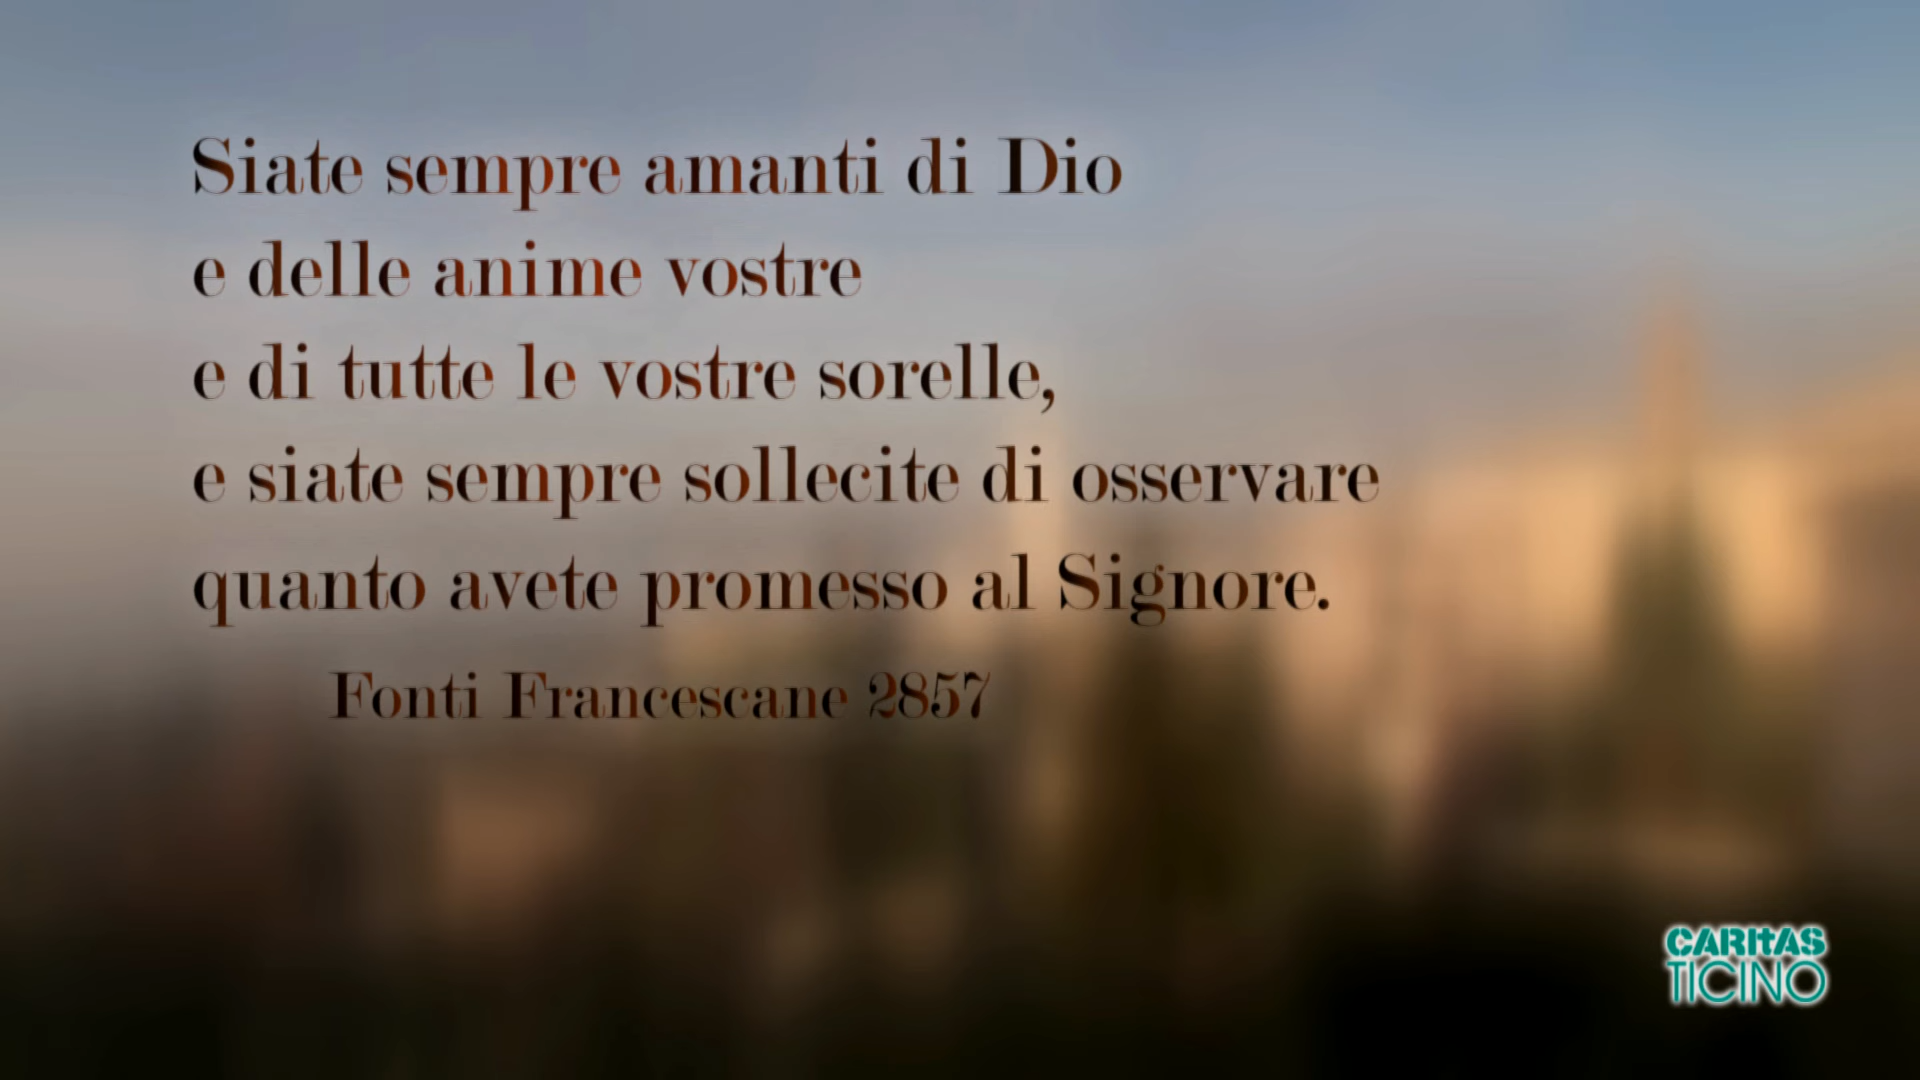 Siate sempre amanti di Dio
e delle anime vostre
e di tutte le vostre sorelle,
e siate sempre sollecite di osservare
quanto avete promesso al Signore.
Fonti Francescane 2857
CARITAS
TICINO